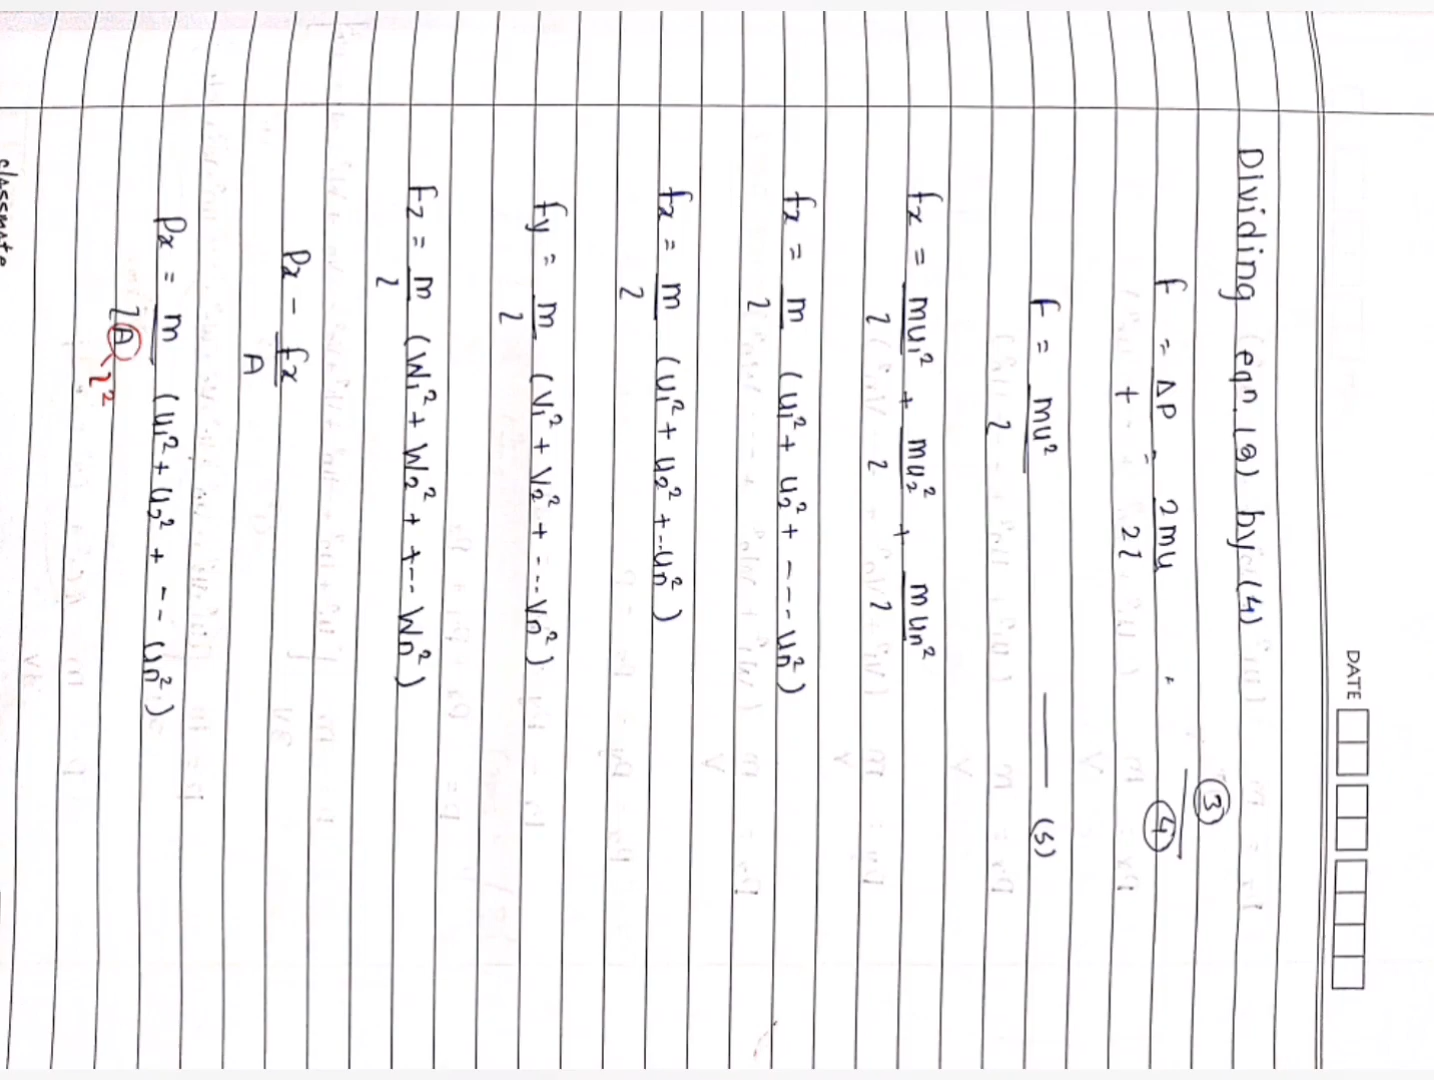 DATE
Dividing eqn. (3) by (4)
③
F = ΔP = 2mu ④
t 2l
F = mu² — (5)
l
fx = mu₁² + mu₂² + mun²
l l l
fx = m (u₁² + u₂² + --- un²)
l
fx = m (u₁² + u₂² + -- un²)
l
fy = m (v₁² + v₂² + --- vn²)
l
Fz = m (w₁² + w₂² + +--- wn²)
l
Px - fx
A
Px = m (u₁² + u₂² + --- un²)
lA l²
classmate